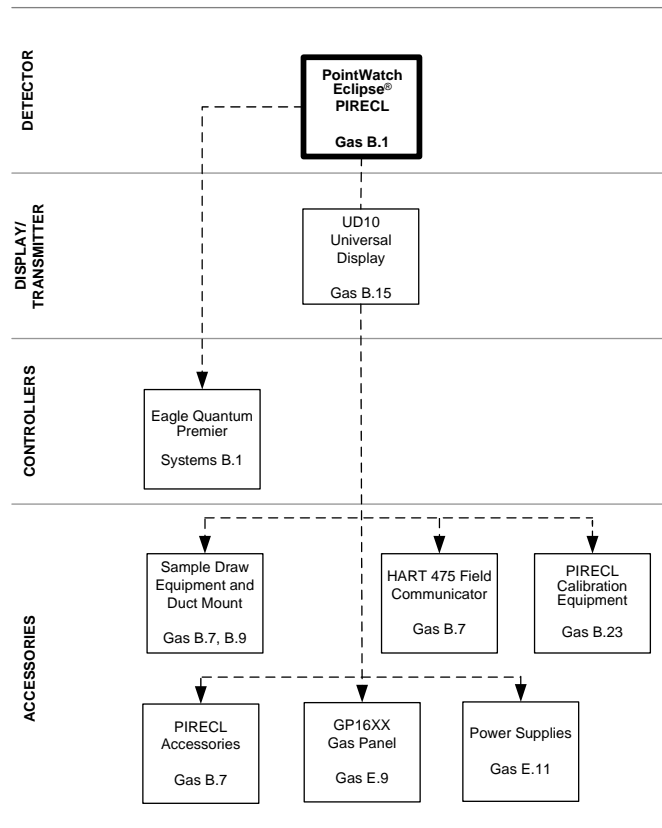 DETECTOR
PointWatch
Eclipse®
PIRECL
Gas B.1
DISPLAY/
TRANSMITTER
UD10
Universal
Display
Gas B.15
CONTROLLERS
Eagle Quantum
Premier
Systems B.1
ACCESSORIES
Sample Draw
Equipment and
Duct Mount
Gas B.7, B.9
HART 475 Field
Communicator
Gas B.7
PIRECL
Calibration
Equipment
Gas B.23
PIRECL
Accessories
Gas B.7
GP16XX
Gas Panel
Gas E.9
Power Supplies
Gas E.11